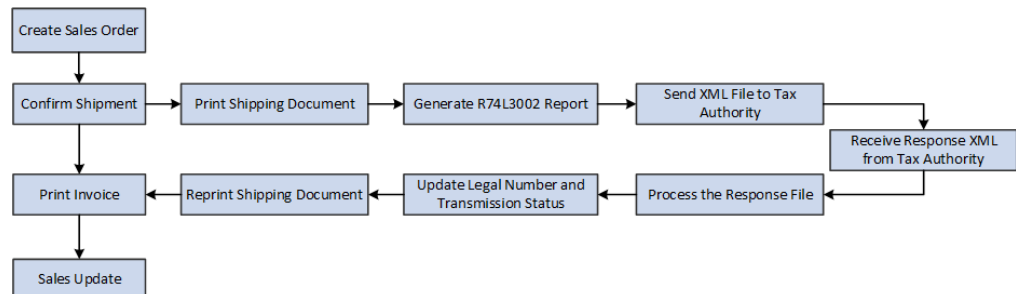 Create Sales Order
Confirm Shipment
Print Shipping Document
Generate R74L3002 Report
Send XML File to Tax
Authority
Receive Response XML
from Tax Authority
Print Invoice
Reprint Shipping Document
Update Legal Number and
Transmission Status
Process the Response File
Sales Update